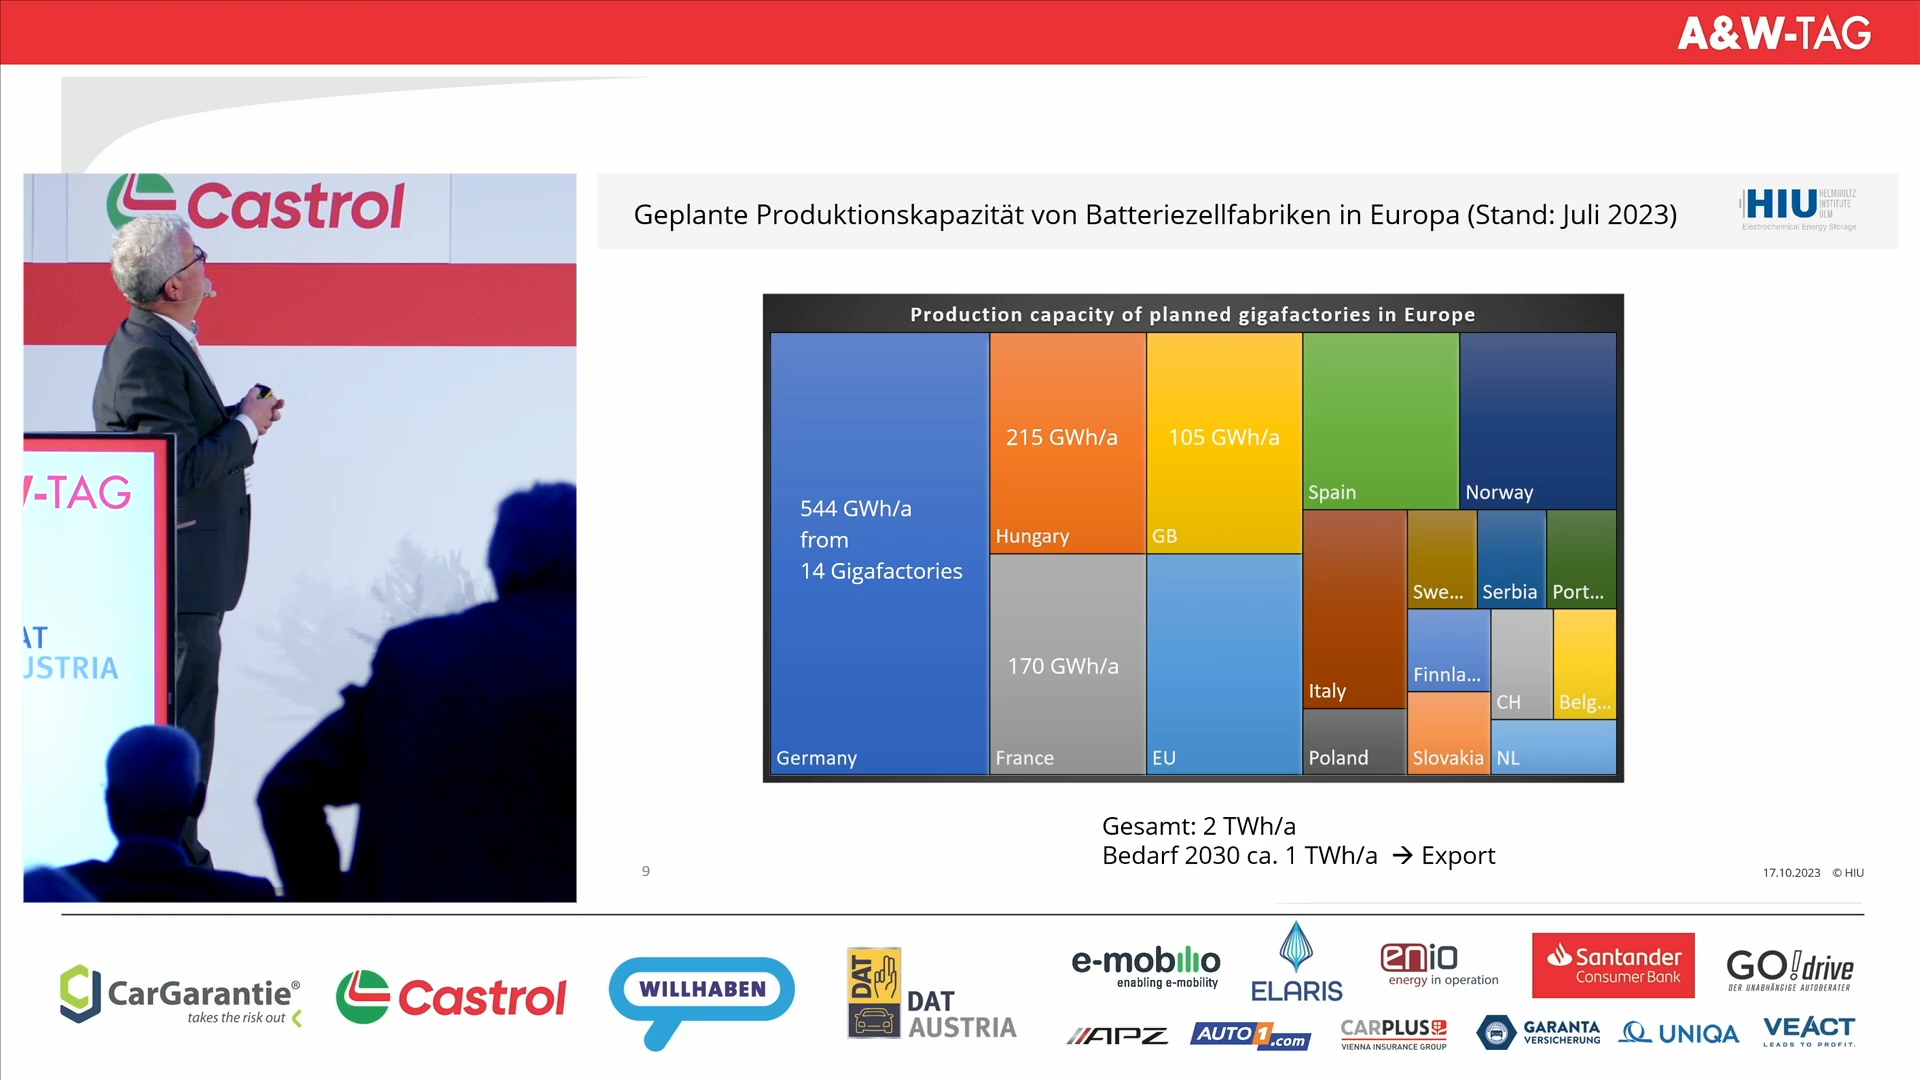 A&W-TAG
Castrol
-TAG
AT
USTRIA
Geplante Produktionskapazität von Batteriezellfabriken in Europa (Stand: Juli 2023)
HIU
HELMHOLTZ
INSTITUTE
ULM
Electrochemical Energy Storage
Production capacity of planned gigafactories in Europe
544 GWh/a
from
14 Gigafactories
Germany
215 GWh/a
Hungary
105 GWh/a
GB
170 GWh/a
France
EU
Spain
Norway
Italy
Swe...
Serbia
Port...
Finnla...
CH
Belg...
Poland
Slovakia
NL
Gesamt: 2 TWh/a
Bedarf 2030 ca. 1 TWh/a → Export
9
17.10.2023 © HIU
CarGarantie®
takes the risk out
Castrol
WILLHABEN
DAT
DAT
AUSTRIA
e-mobilio
enabling e-mobility
ELARIS
enio
energy in operation
Santander
Consumer Bank
GO!drive
DER UNABHÄNGIGE AUTOBERATER
APZ
AUTO1.com
CARPLUS
VIENNA INSURANCE GROUP
GARANTA
VERSICHERUNG
UNIQA
VEACT
LEADS TO PROFIT.